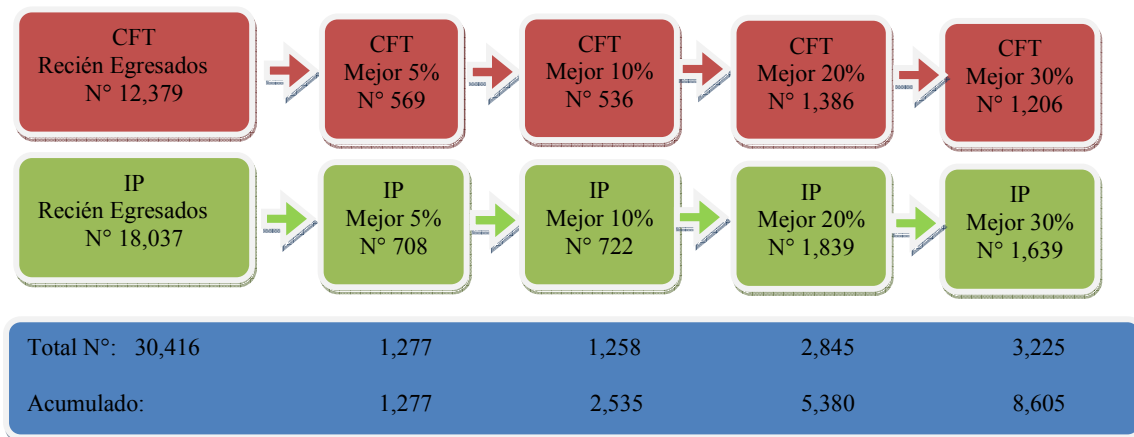 CFT
Recién Egresados
N° 12,379
CFT
Mejor 5%
N° 569
CFT
Mejor 10%
N° 536
CFT
Mejor 20%
N° 1,386
CFT
Mejor 30%
N° 1,206
IP
Recién Egresados
N° 18,037
IP
Mejor 5%
N° 708
IP
Mejor 10%
N° 722
IP
Mejor 20%
N° 1,839
IP
Mejor 30%
N° 1,639
Total N°: 30,416 1,277 1,258 2,845 3,225
Acumulado: 1,277 2,535 5,380 8,605